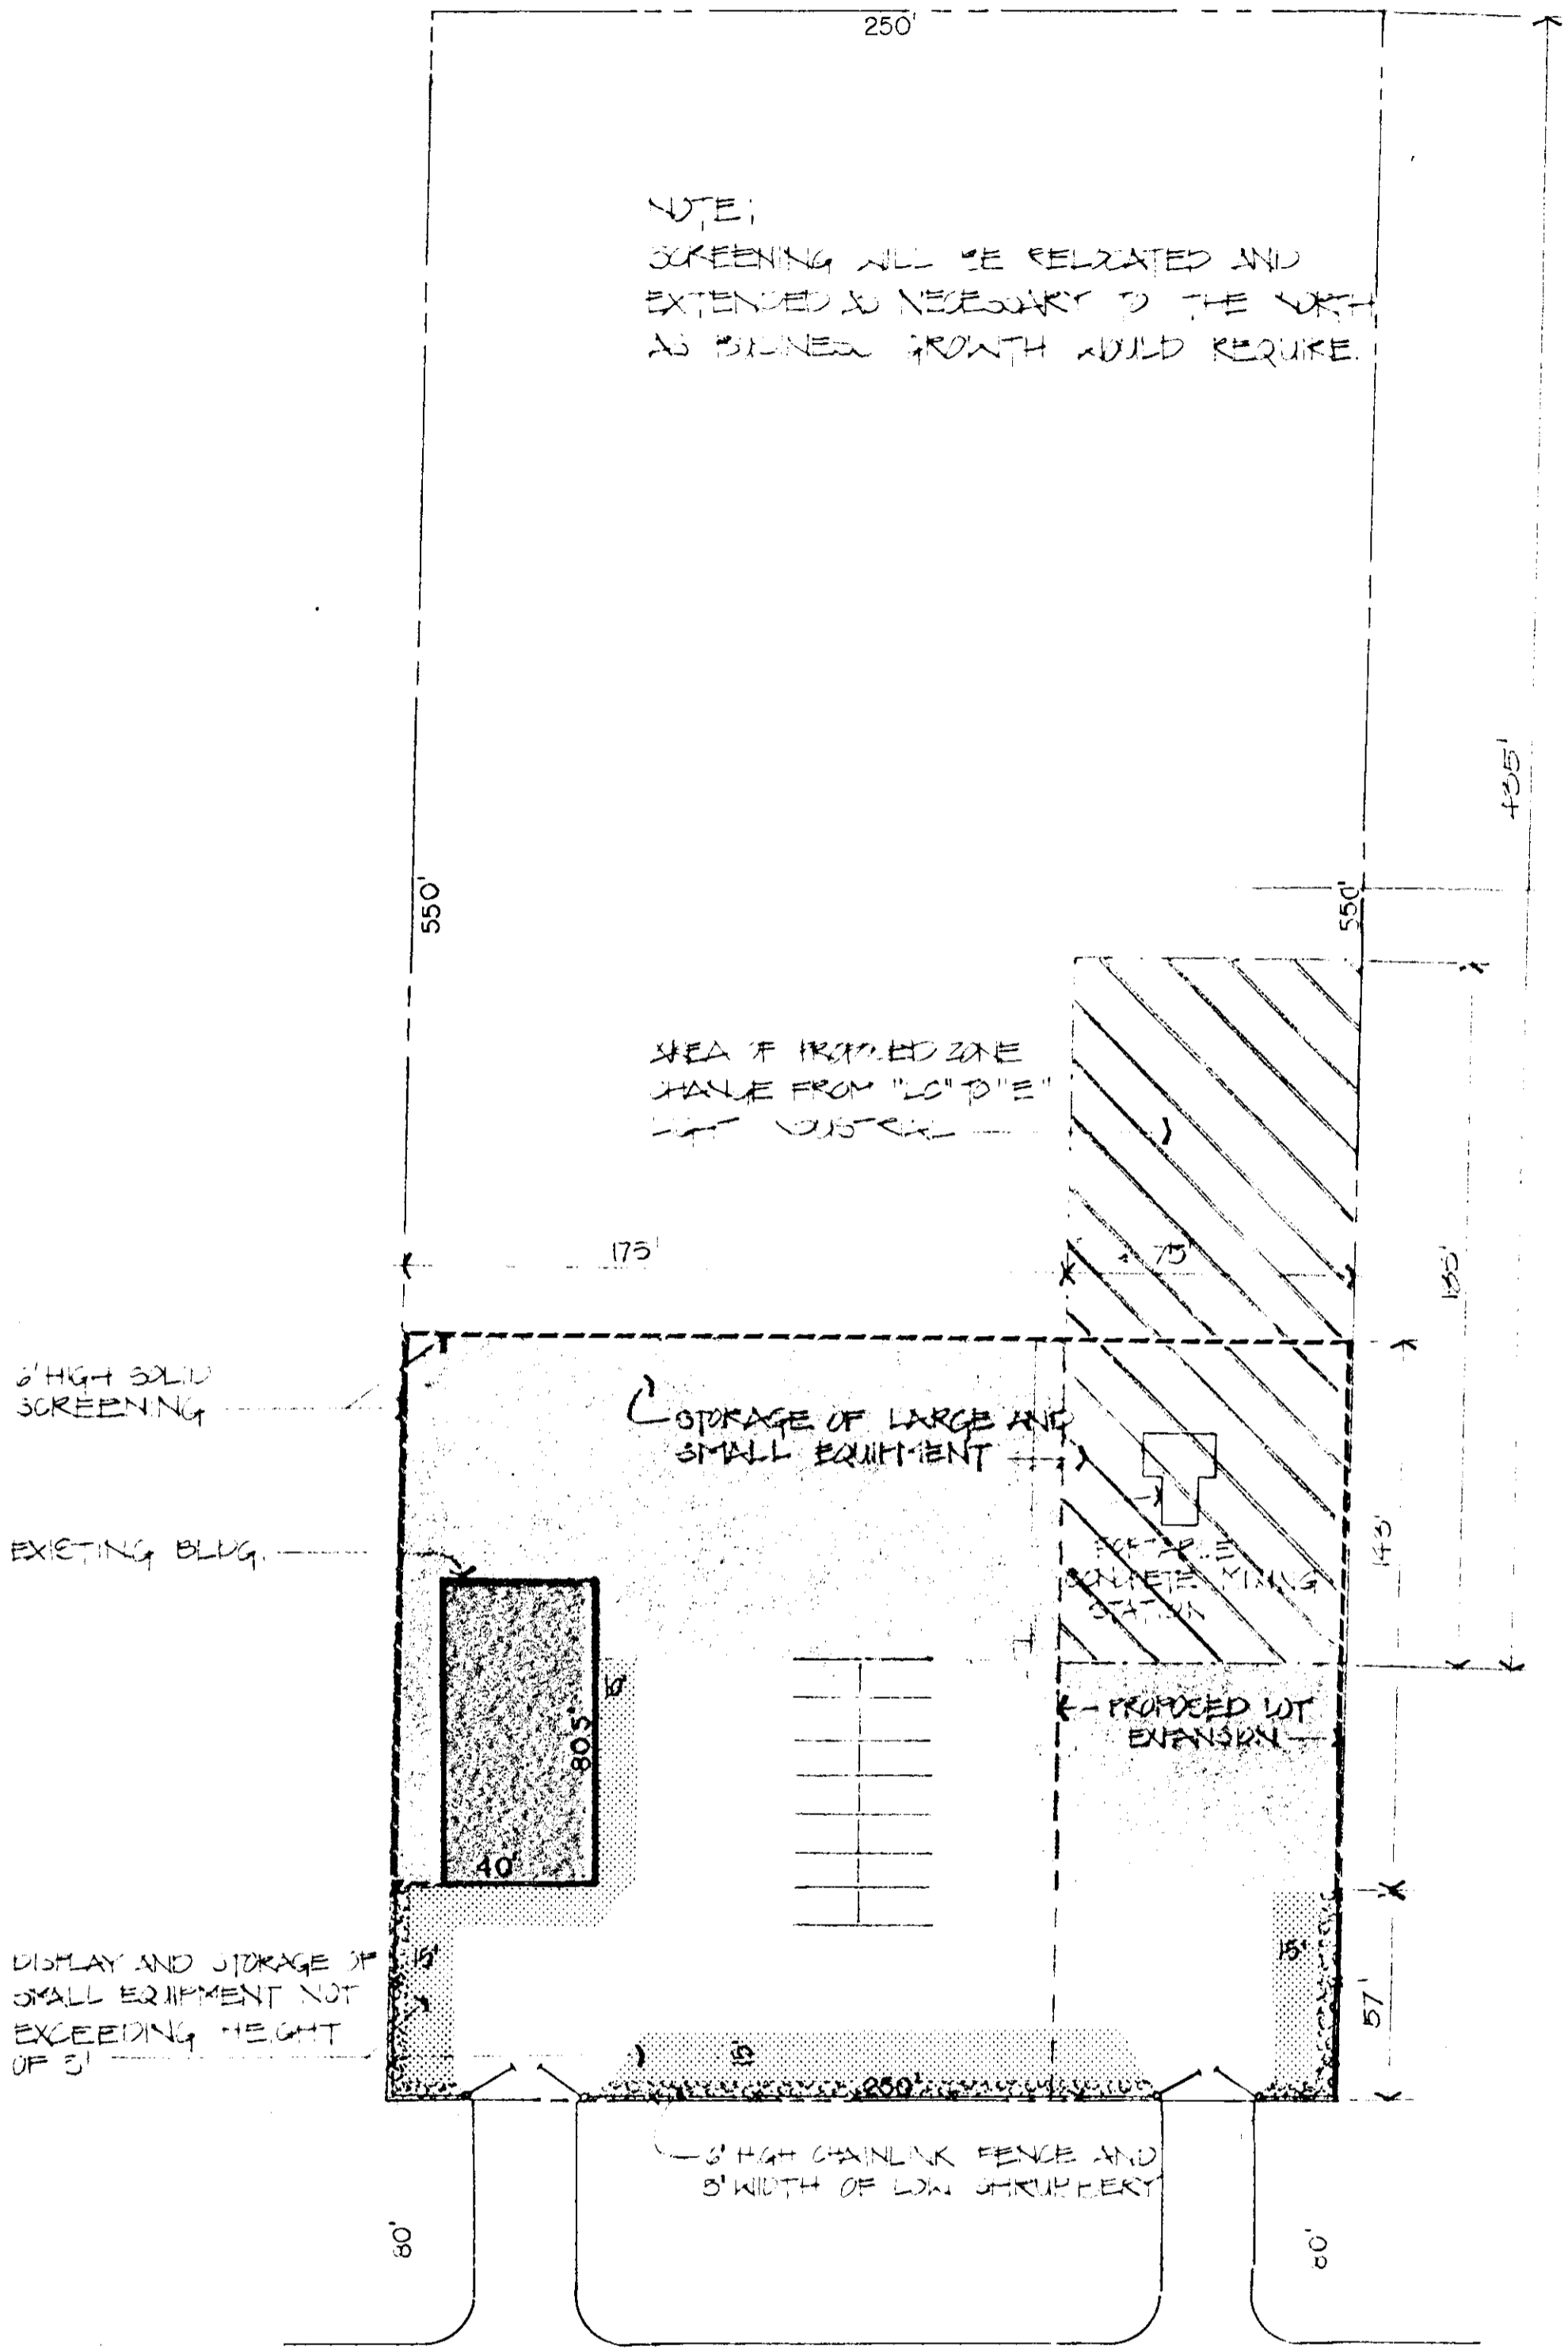 250'
NOTE;
SCREENING WILL BE RELOCATED AND
EXTENDED AS NECESSARY TO THE NORTH
AS BUSINESS GROWTH WOULD REQUIRE.
435'
550'
550'
AREA OF PROPOSED ZONE
CHANGE FROM "LC" TO "E"
LIGHT INDUSTRIAL
175'
75'
185'
6' HIGH SOLID
SCREENING
STORAGE OF LARGE AND
SMALL EQUIPMENT
143'
EXISTING BLDG.
PORTABLE
CONCRETE MIXING
STATION
10'
80.5'
40'
PROPOSED LOT
EXPANSION
DISPLAY AND STORAGE OF
SMALL EQUIPMENT NOT
EXCEEDING HEIGHT
OF 5'
15'
15'
57'
15'
250'
6' HIGH CHAINLINK FENCE AND
WIDTH OF LOW SHRUBBERY
80'
80'